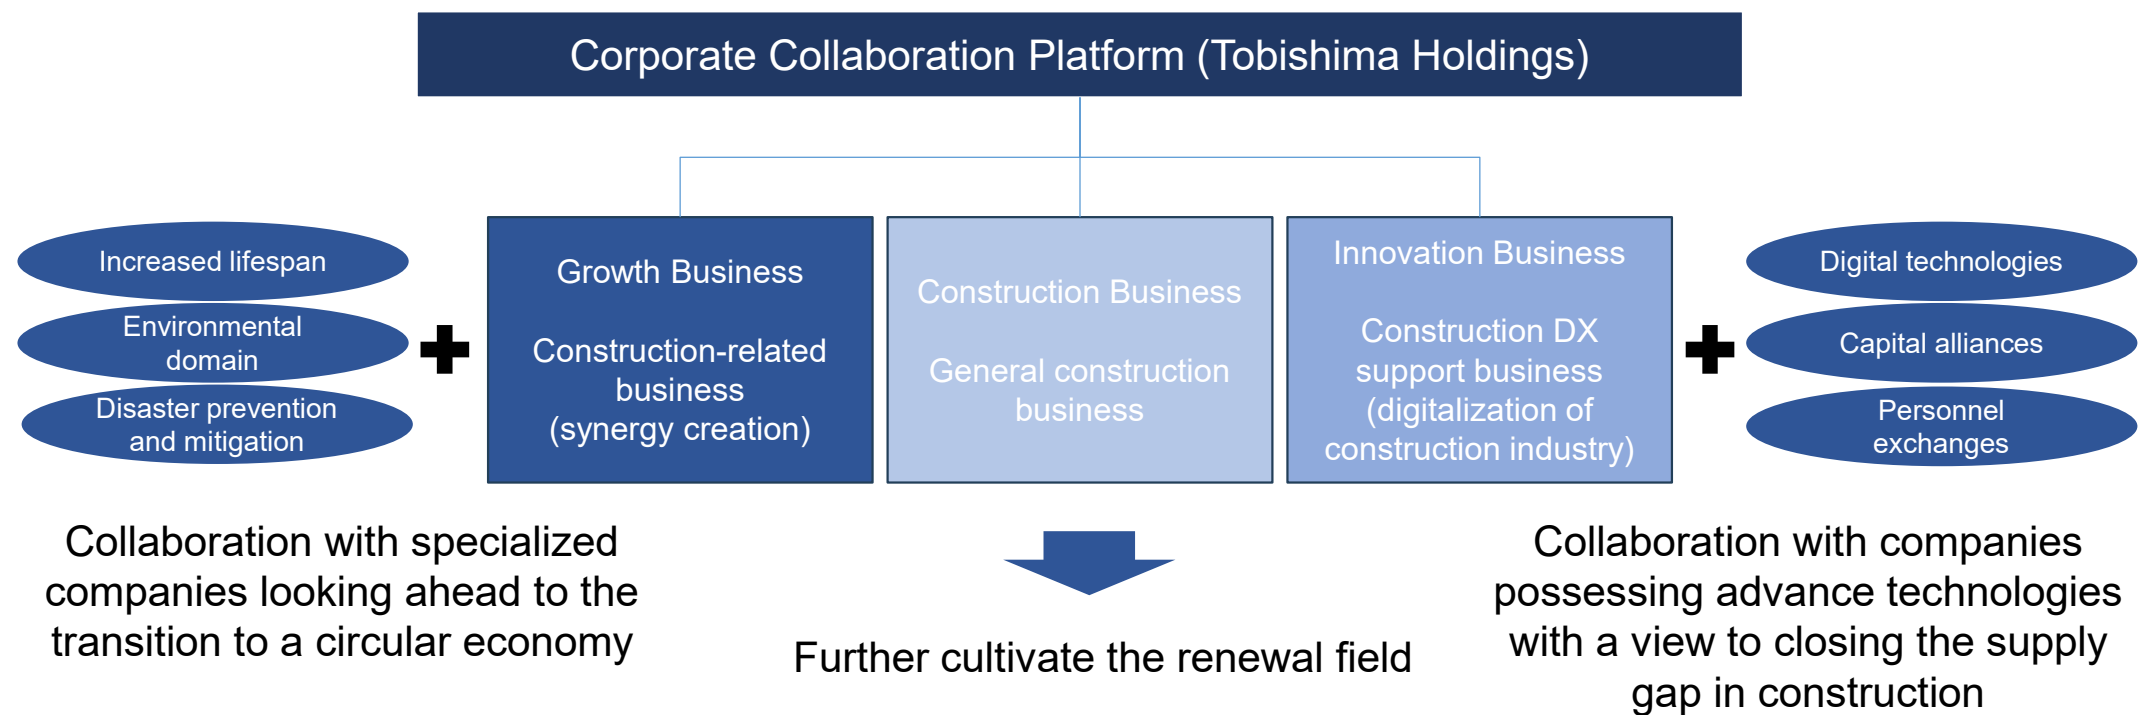 Corporate Collaboration Platform (Tobishima Holdings)
Increased lifespan
Environmental
domain
Disaster prevention
and mitigation
Growth Business
Construction-related
business
(synergy creation)
Construction Business
General construction
business
Innovation Business
Construction DX
support business
(digitalization of
construction industry)
Digital technologies
Capital alliances
Personnel
exchanges
Collaboration with specialized
companies looking ahead to the
transition to a circular economy
Further cultivate the renewal field
Collaboration with companies
possessing advance technologies
with a view to closing the supply
gap in construction